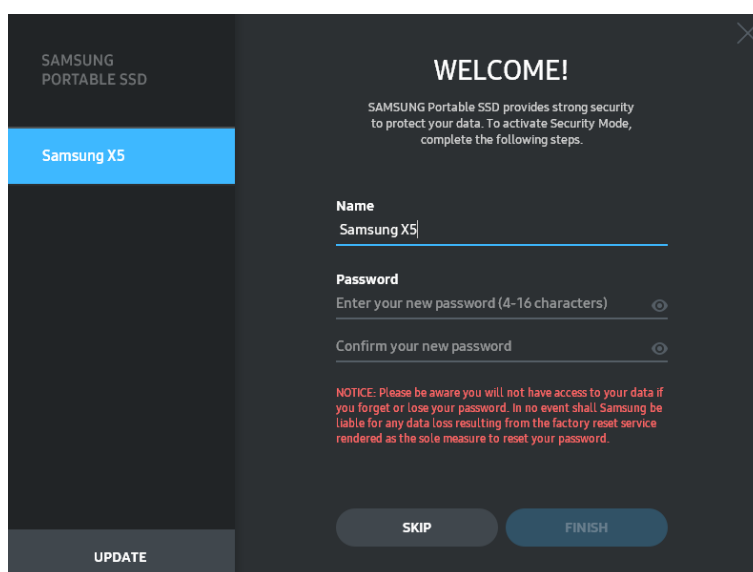 SAMSUNG
PORTABLE SSD
Samsung X5
UPDATE
WELCOME!
SAMSUNG Portable SSD provides strong security
to protect your data. To activate Security Mode,
complete the following steps.
Name
Samsung X5
Password
Enter your new password (4-16 characters)
Confirm your new password
NOTICE: Please be aware you will not have access to your data if
you forget or lose your password. In no event shall Samsung be
liable for any data loss resulting from the factory reset service
rendered as the sole measure to reset your password.
SKIP
FINISH